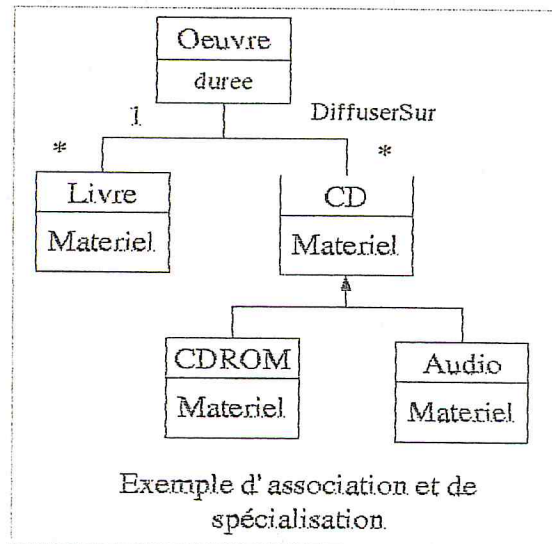 Oeuvre
duree
1
DiffuserSur
*
*
Livre
CD
Materiel
Materiel
CDROM
Audio
Materiel
Materiel
Exemple d'association et de
spécialisation